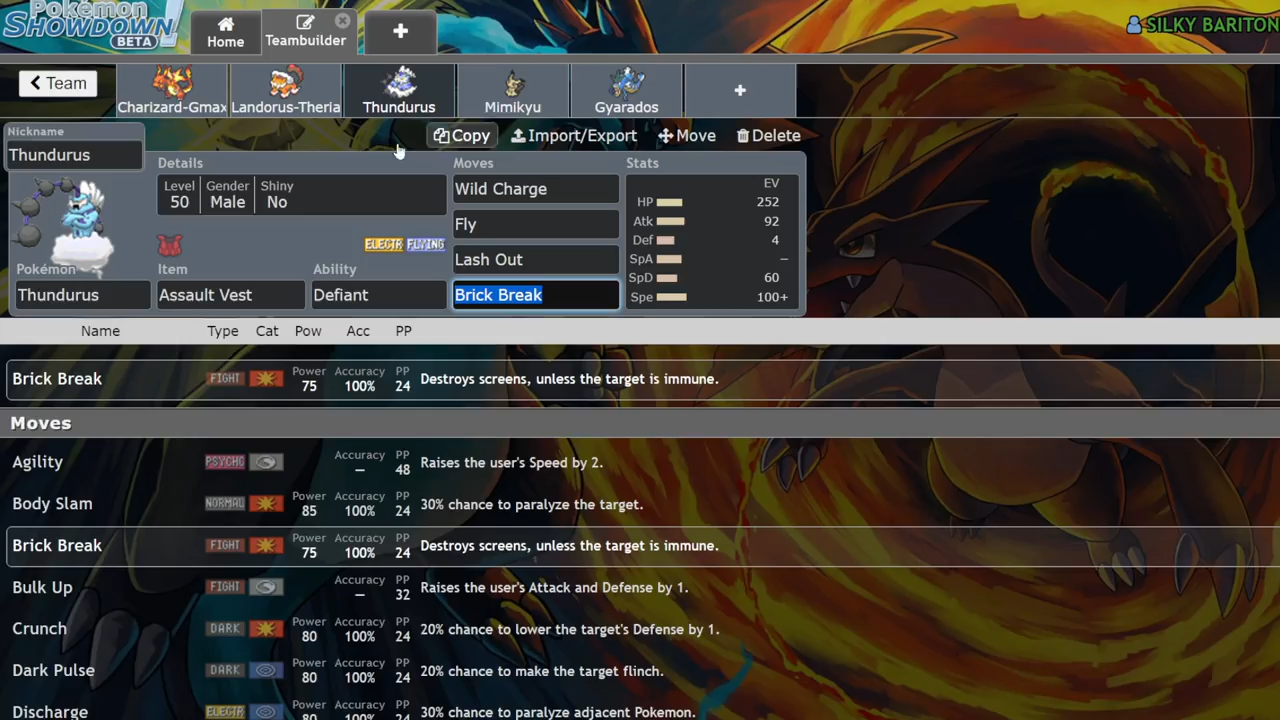 Pokémon
SHOWDOWN!
BETA
Home
Teambuilder
SILKY BARITON
Team
Charizard-Gmax
Landorus-Theria
Thundurus
Mimikyu
Gyarados
Copy
Import/Export
Move
Delete
Nickname
Thundurus
Details
Level
50
Gender
Male
Shiny
No
ELECTR FLYING
Pokémon
Thundurus
Item
Assault Vest
Ability
Defiant
Moves
Wild Charge
Fly
Lash Out
Brick Break
Stats
EV
HP 252
Atk 92
Def 4
SpA –
SpD 60
Spe 100+
Name Type Cat Pow Acc PP
Brick Break FIGHT Power 75 Accuracy 100% PP 24 Destroys screens, unless the target is immune.
Moves
Agility PSYCHC Accuracy — PP 48 Raises the user's Speed by 2.
Body Slam NORMAL Power 85 Accuracy 100% PP 24 30% chance to paralyze the target.
Brick Break FIGHT Power 75 Accuracy 100% PP 24 Destroys screens, unless the target is immune.
Bulk Up FIGHT Accuracy — PP 32 Raises the user's Attack and Defense by 1.
Crunch DARK Power 80 Accuracy 100% PP 24 20% chance to lower the target's Defense by 1.
Dark Pulse DARK Power 80 Accuracy 100% PP 24 20% chance to make the target flinch.
Discharge ELECTR Power 80 Accuracy 100% PP 24 30% chance to paralyze adjacent Pokemon.